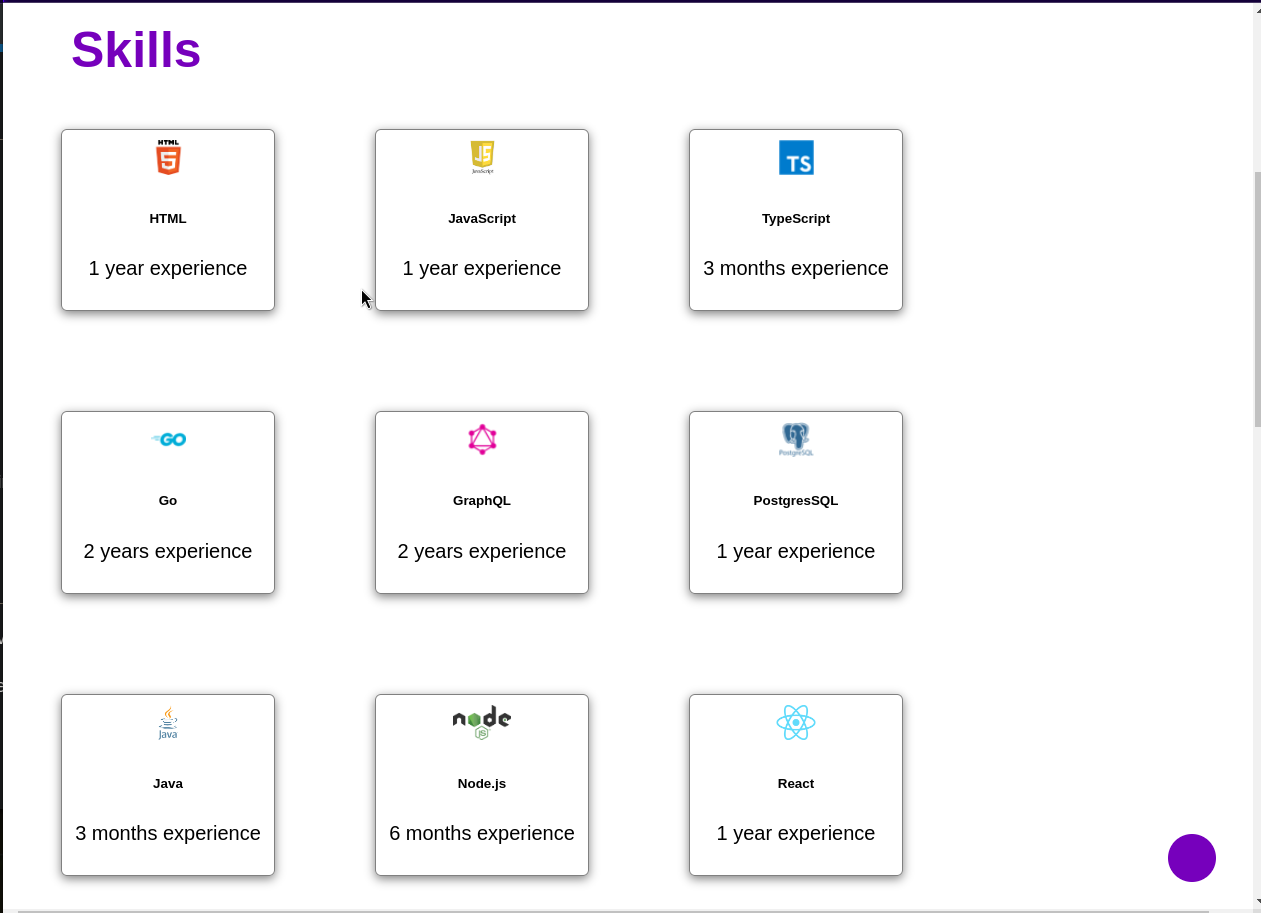 Skills
HTML
5
JS
JavaScript
TS
HTML
JavaScript
TypeScript
1 year experience
1 year experience
3 months experience
GO
PostgreSQL
Go
GraphQL
PostgresSQL
2 years experience
2 years experience
1 year experience
Java
node
JS
Java
Node.js
React
3 months experience
6 months experience
1 year experience